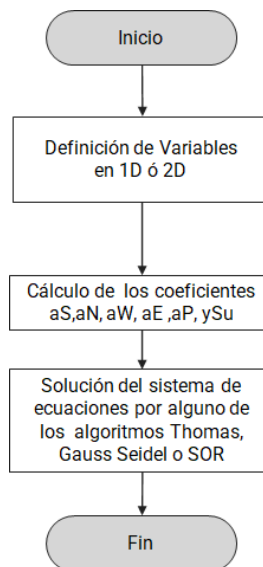 Inicio
Definición de Variables
en 1D ó 2D
Cálculo de los coeficientes
aS,aN, aW, aE ,aP, ySu
Solución del sistema de
ecuaciones por alguno de
los algoritmos Thomas,
Gauss Seidel o SOR
Fin